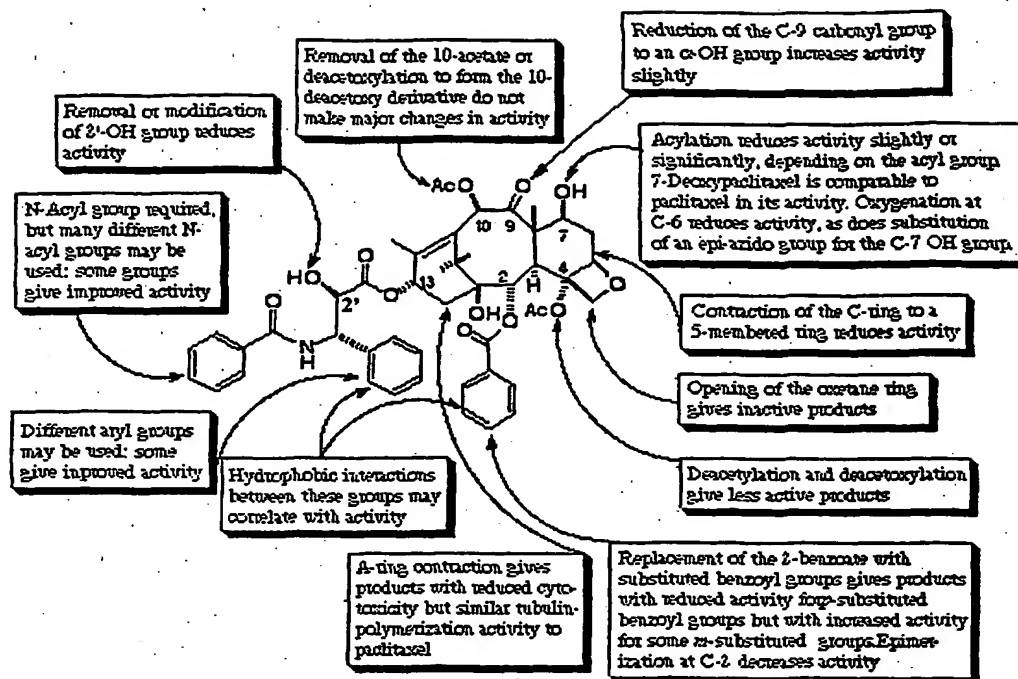 Reduction of the C-9 carbonyl group
to an α-OH group increases activity
slightly
Removal of the 10-acetate or
deacetoxylation to form the 10-
deacetoxy derivative do not
make major changes in activity
Removal or modification
of 2'-OH group reduces
activity
Acylation reduces activity slightly or
significantly, depending on the acyl group.
7-Deoxypaclitaxel is comparable to
paclitaxel in its activity. Oxygenation at
C-6 reduces activity, as does substitution
of an epi-azido group for the C-7 OH group.
N-Acyl group required,
but many different N-
acyl groups may be
used: some groups
give improved activity
AcO
O
OH
10
9
7
HO
O
O
13
2
4
O
2'
OH
O
H
AcO
O
N
H
O
Contraction of the C-ring to a
5-membered ring reduces activity
Opening of the oxetane ring
gives inactive products
Different aryl groups
may be used: some
give inproved activity
Hydrophobic interactions
between these groups may
correlate with activity
Deacetylation and deacetoxylation
give less active products
A-ring contraction gives
products with reduced cyto-
toxicity but similar tubulin-
polymerization activity to
paclitaxel
Replacement of the 2-benzoate with
substituted benzoyl groups gives products
with reduced activity for p-substituted
benzoyl groups but with increased activity
for some m-substituted groups. Epimer-
ization at C-2 decreases activity